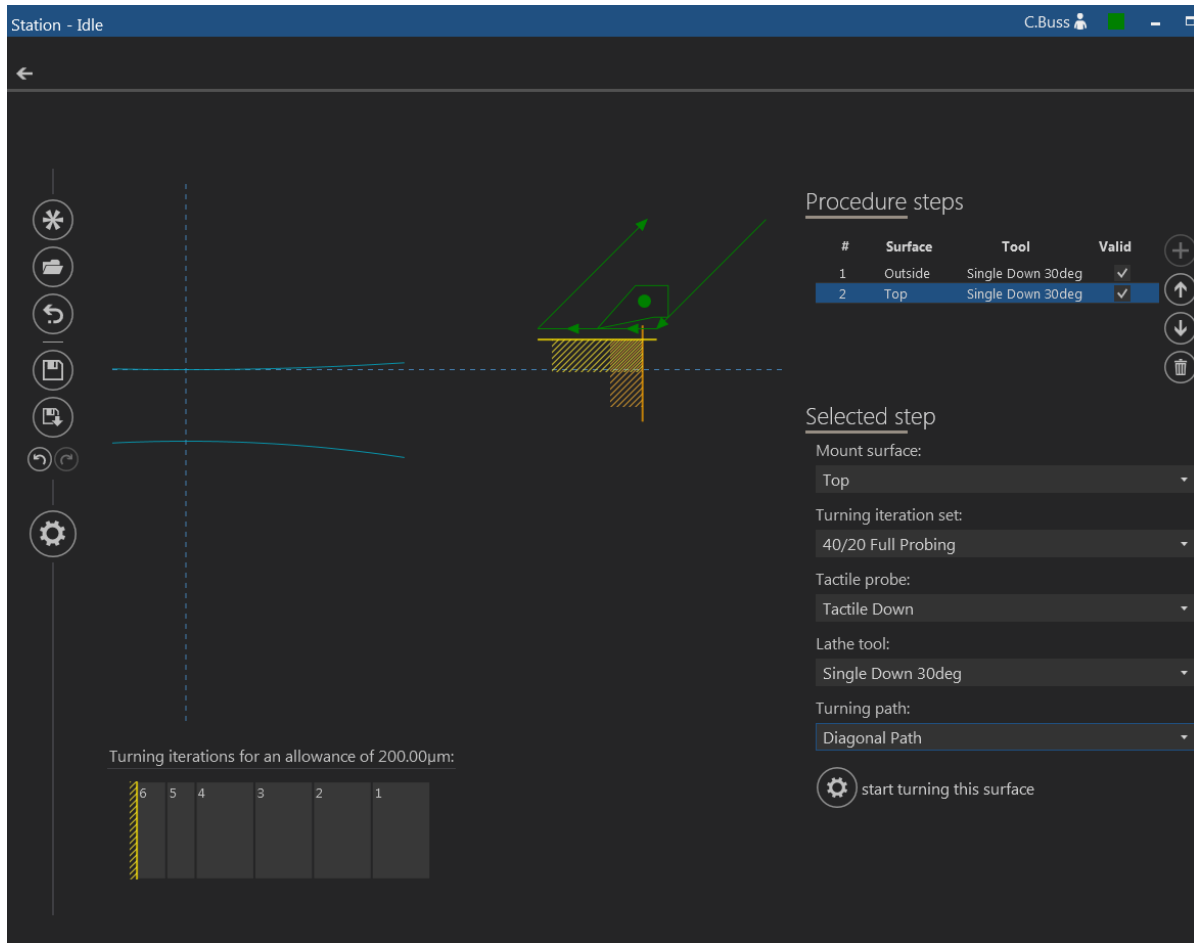 Station - Idle
C.Buss
Procedure steps
# Surface Tool Valid
1 Outside Single Down 30deg
2 Top Single Down 30deg
Selected step
Mount surface:
Top
Turning iteration set:
40/20 Full Probing
Tactile probe:
Tactile Down
Lathe tool:
Single Down 30deg
Turning path:
Diagonal Path
start turning this surface
Turning iterations for an allowance of 200.00µm:
6 5 4 3 2 1